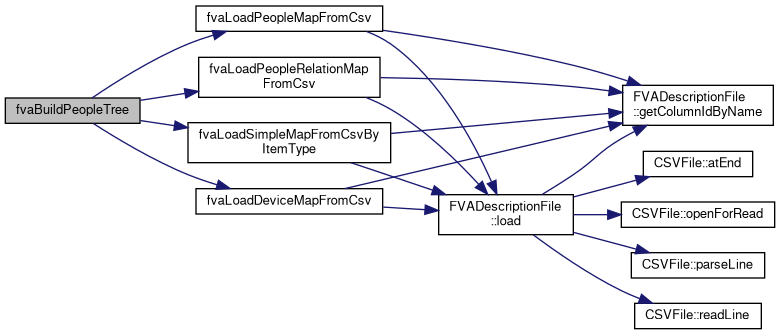 fvaBuildPeopleTree
fvaLoadPeopleMapFromCsv
fvaLoadPeopleRelationMap
FromCsv
fvaLoadSimpleMapFromCsvBy
ItemType
fvaLoadDeviceMapFromCsv
FVADescriptionFile
::load
FVADescriptionFile
::getColumnIdByName
CSVFile::atEnd
CSVFile::openForRead
CSVFile::parseLine
CSVFile::readLine